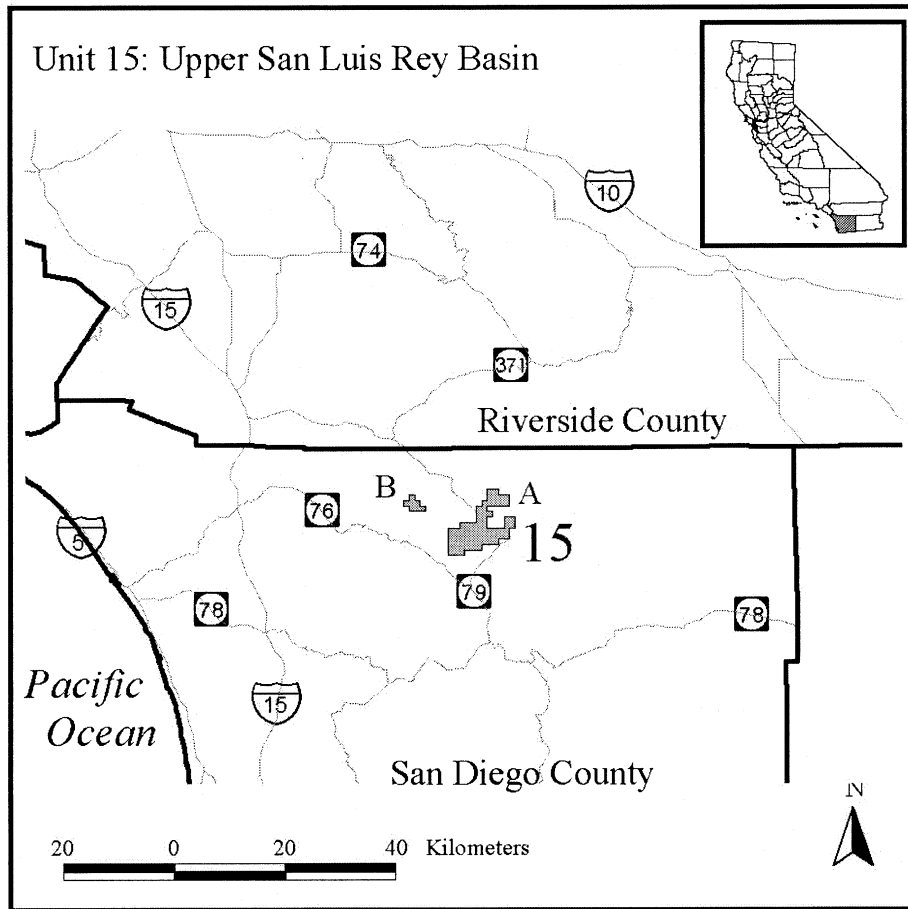 Unit 15: Upper San Luis Rey Basin
10
74
15
371
Riverside County
B
A
76
15
5
79
78
78
Pacific
Ocean
15
San Diego County
N
20 0 20 40 Kilometers